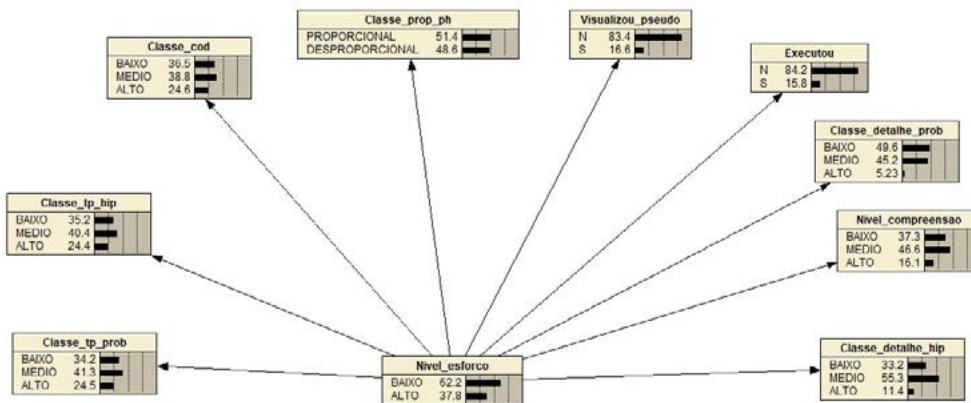 Classe_prop_ph
PROPORCIONAL 51.4
DESPROPORCIONAL 48.6
Visualizou_pseudo
N 83.4
S 16.6
Classe_cod
BAIXO 36.5
MEDIO 38.8
ALTO 24.6
Executou
N 84.2
S 15.8
Classe_detalhe_prob
BAIXO 49.6
MEDIO 45.2
ALTO 5.23
Classe_tp_hip
BAIXO 35.2
MEDIO 40.4
ALTO 24.4
Nivel_compreensao
BAIXO 37.3
MEDIO 46.6
ALTO 16.1
Classe_tp_prob
BAIXO 34.2
MEDIO 41.3
ALTO 24.5
Nivel_esforco
BAIXO 62.2
ALTO 37.8
Classe_detalhe_hip
BAIXO 33.2
MEDIO 55.3
ALTO 11.4